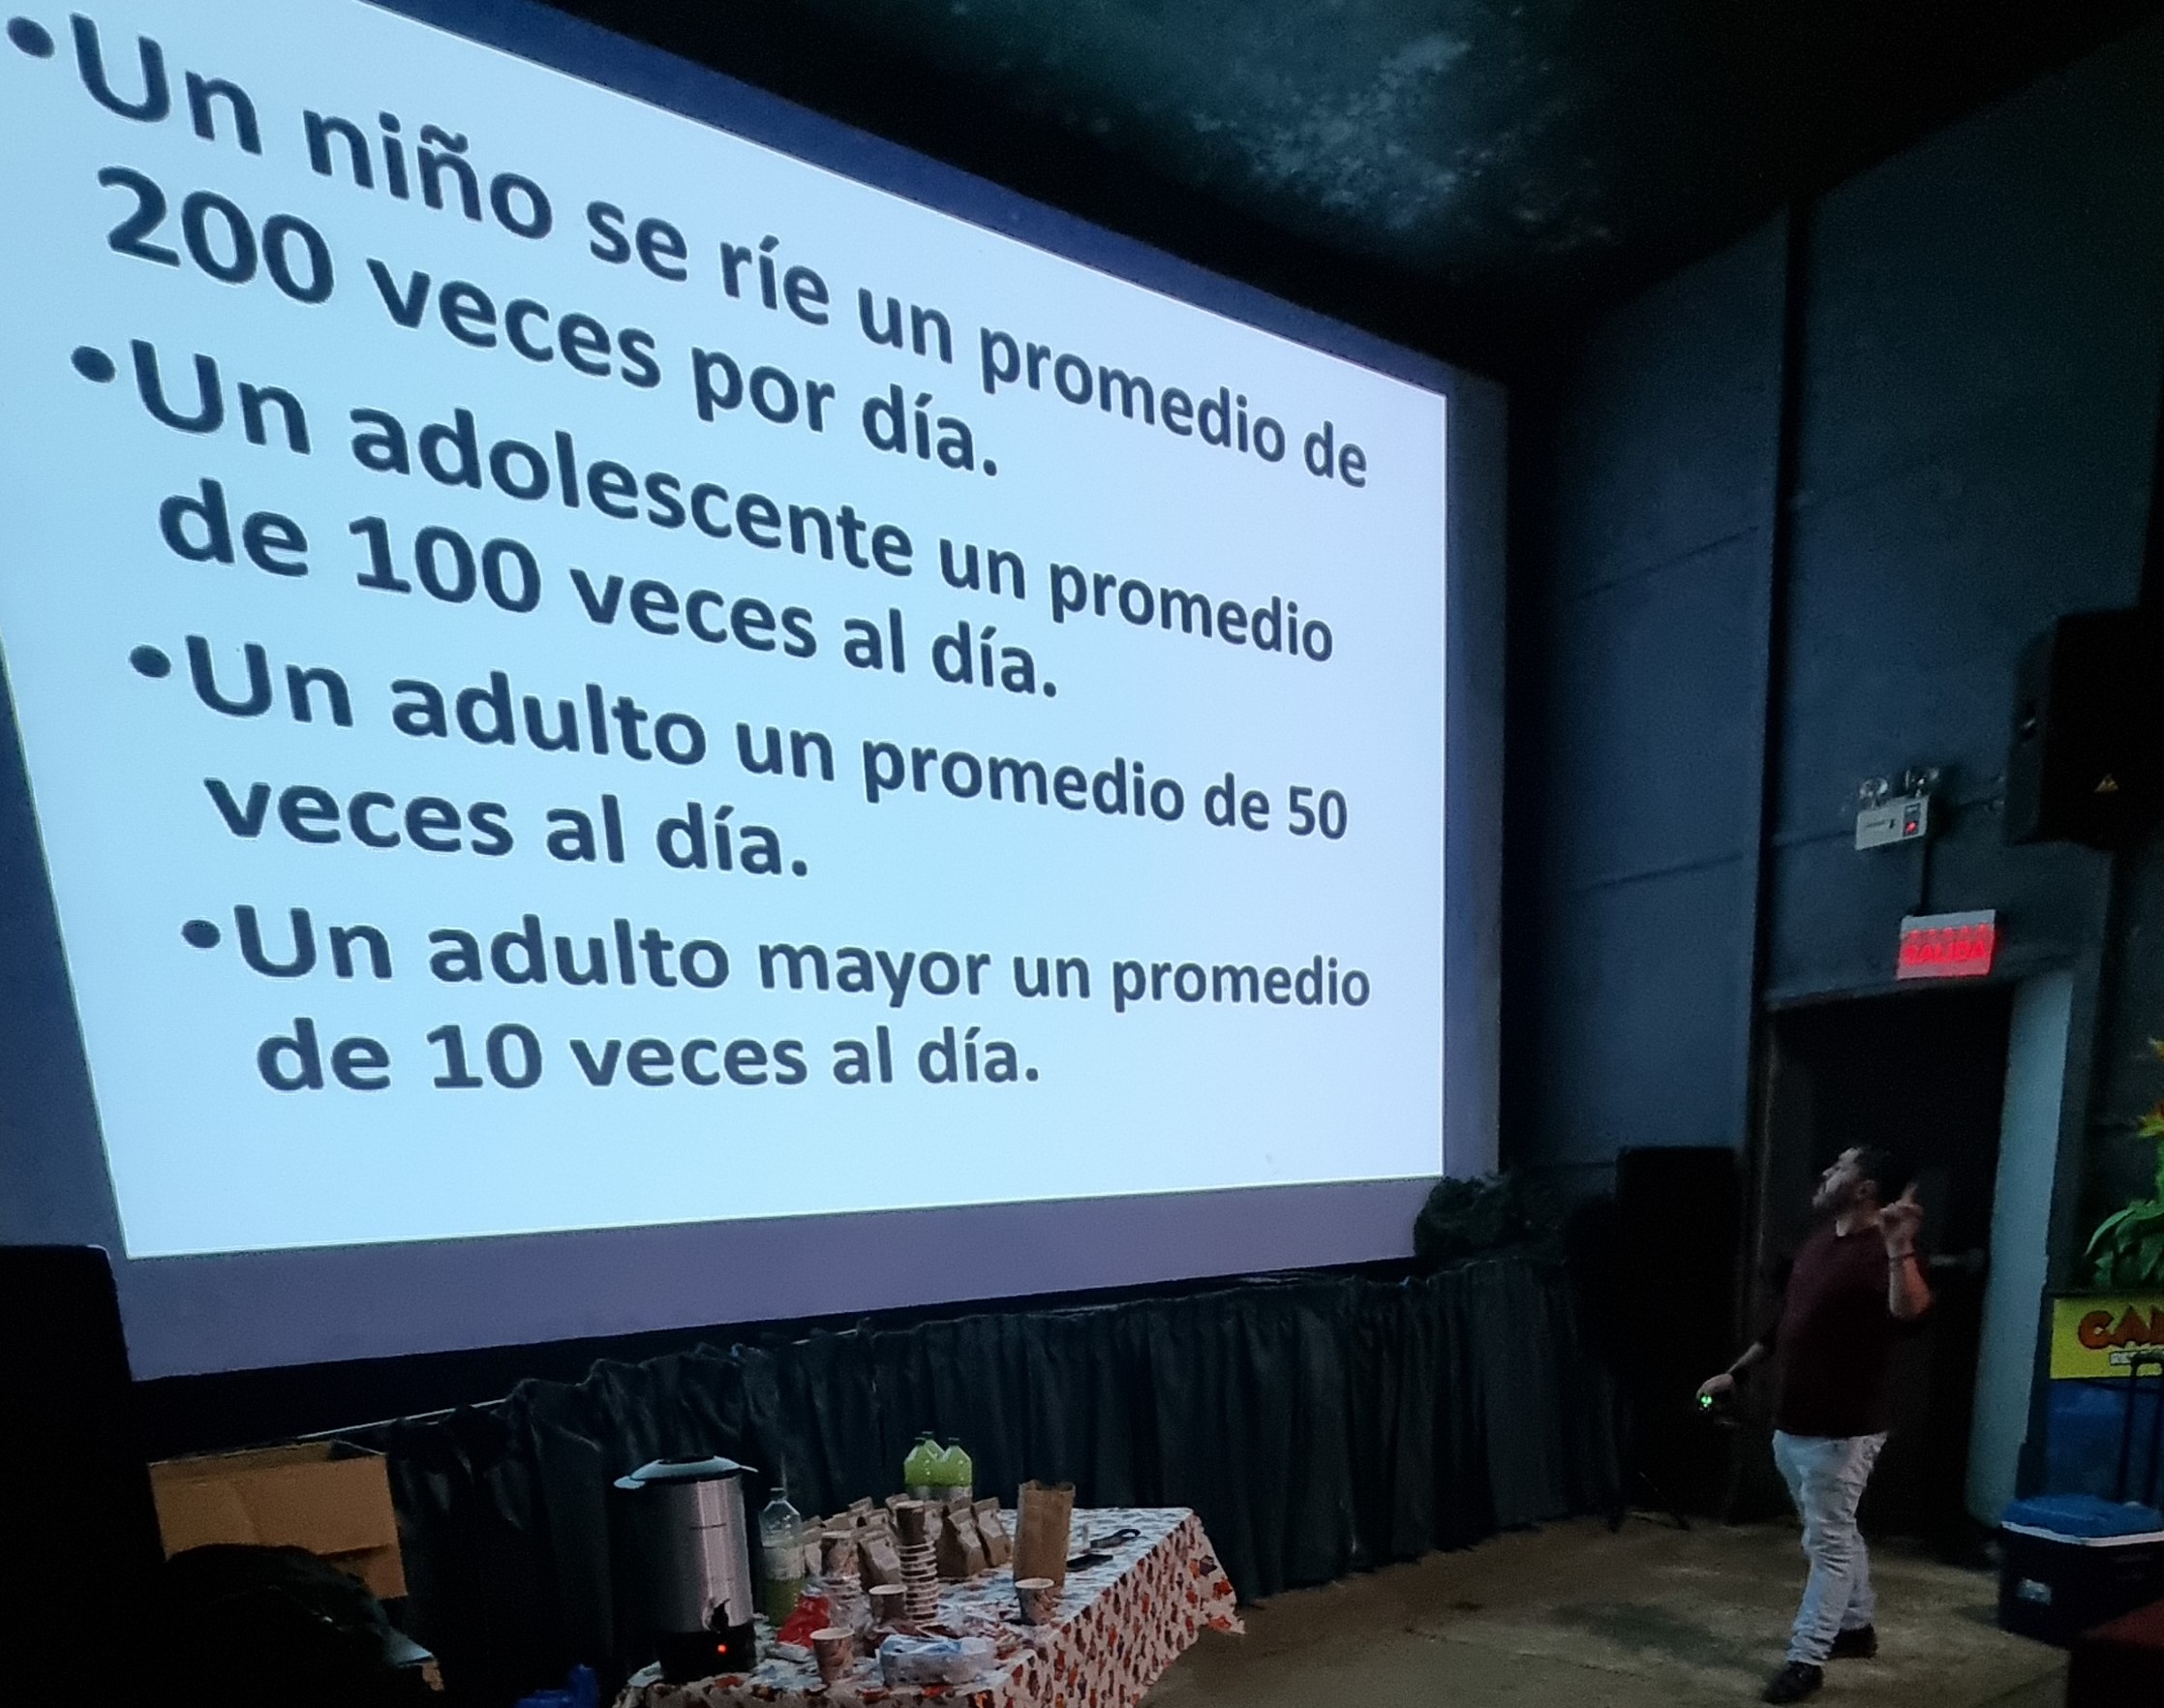 •Un niño se ríe un promedio de
200 veces por día.
•Un adolescente un promedio
de 100 veces al día.
•Un adulto un promedio de 50
veces al día.
•Un adulto mayor un promedio
de 10 veces al día.
SALIDA